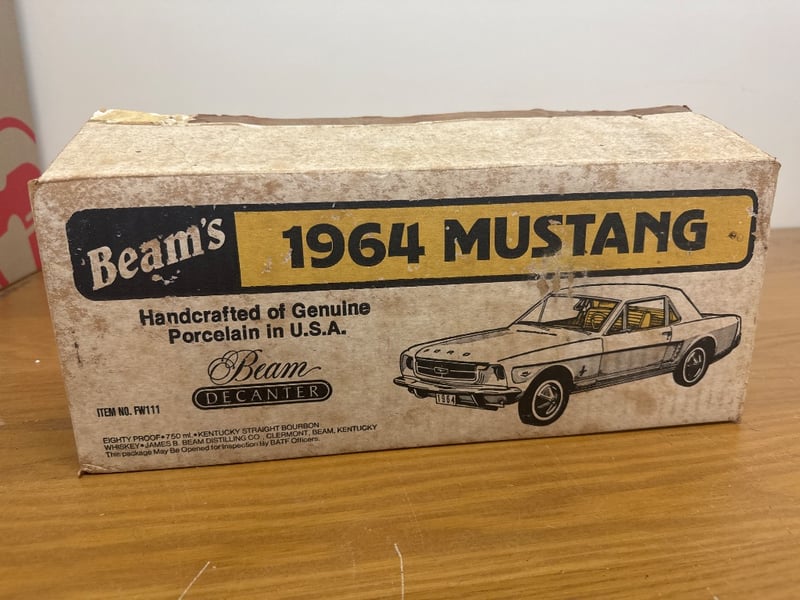 Beam's
1964 MUSTANG
Handcrafted of Genuine
Porcelain in U.S.A.
Beam
DECANTER
ITEM NO. FW111
EIGHTY PROOF•750 ml.•KENTUCKY STRAIGHT BOURBON
WHISKEY•JAMES B. BEAM DISTILLING CO., CLERMONT, BEAM, KENTUCKY
This package May Be Opened for Inspection By BATF Officers.
FORD
1964